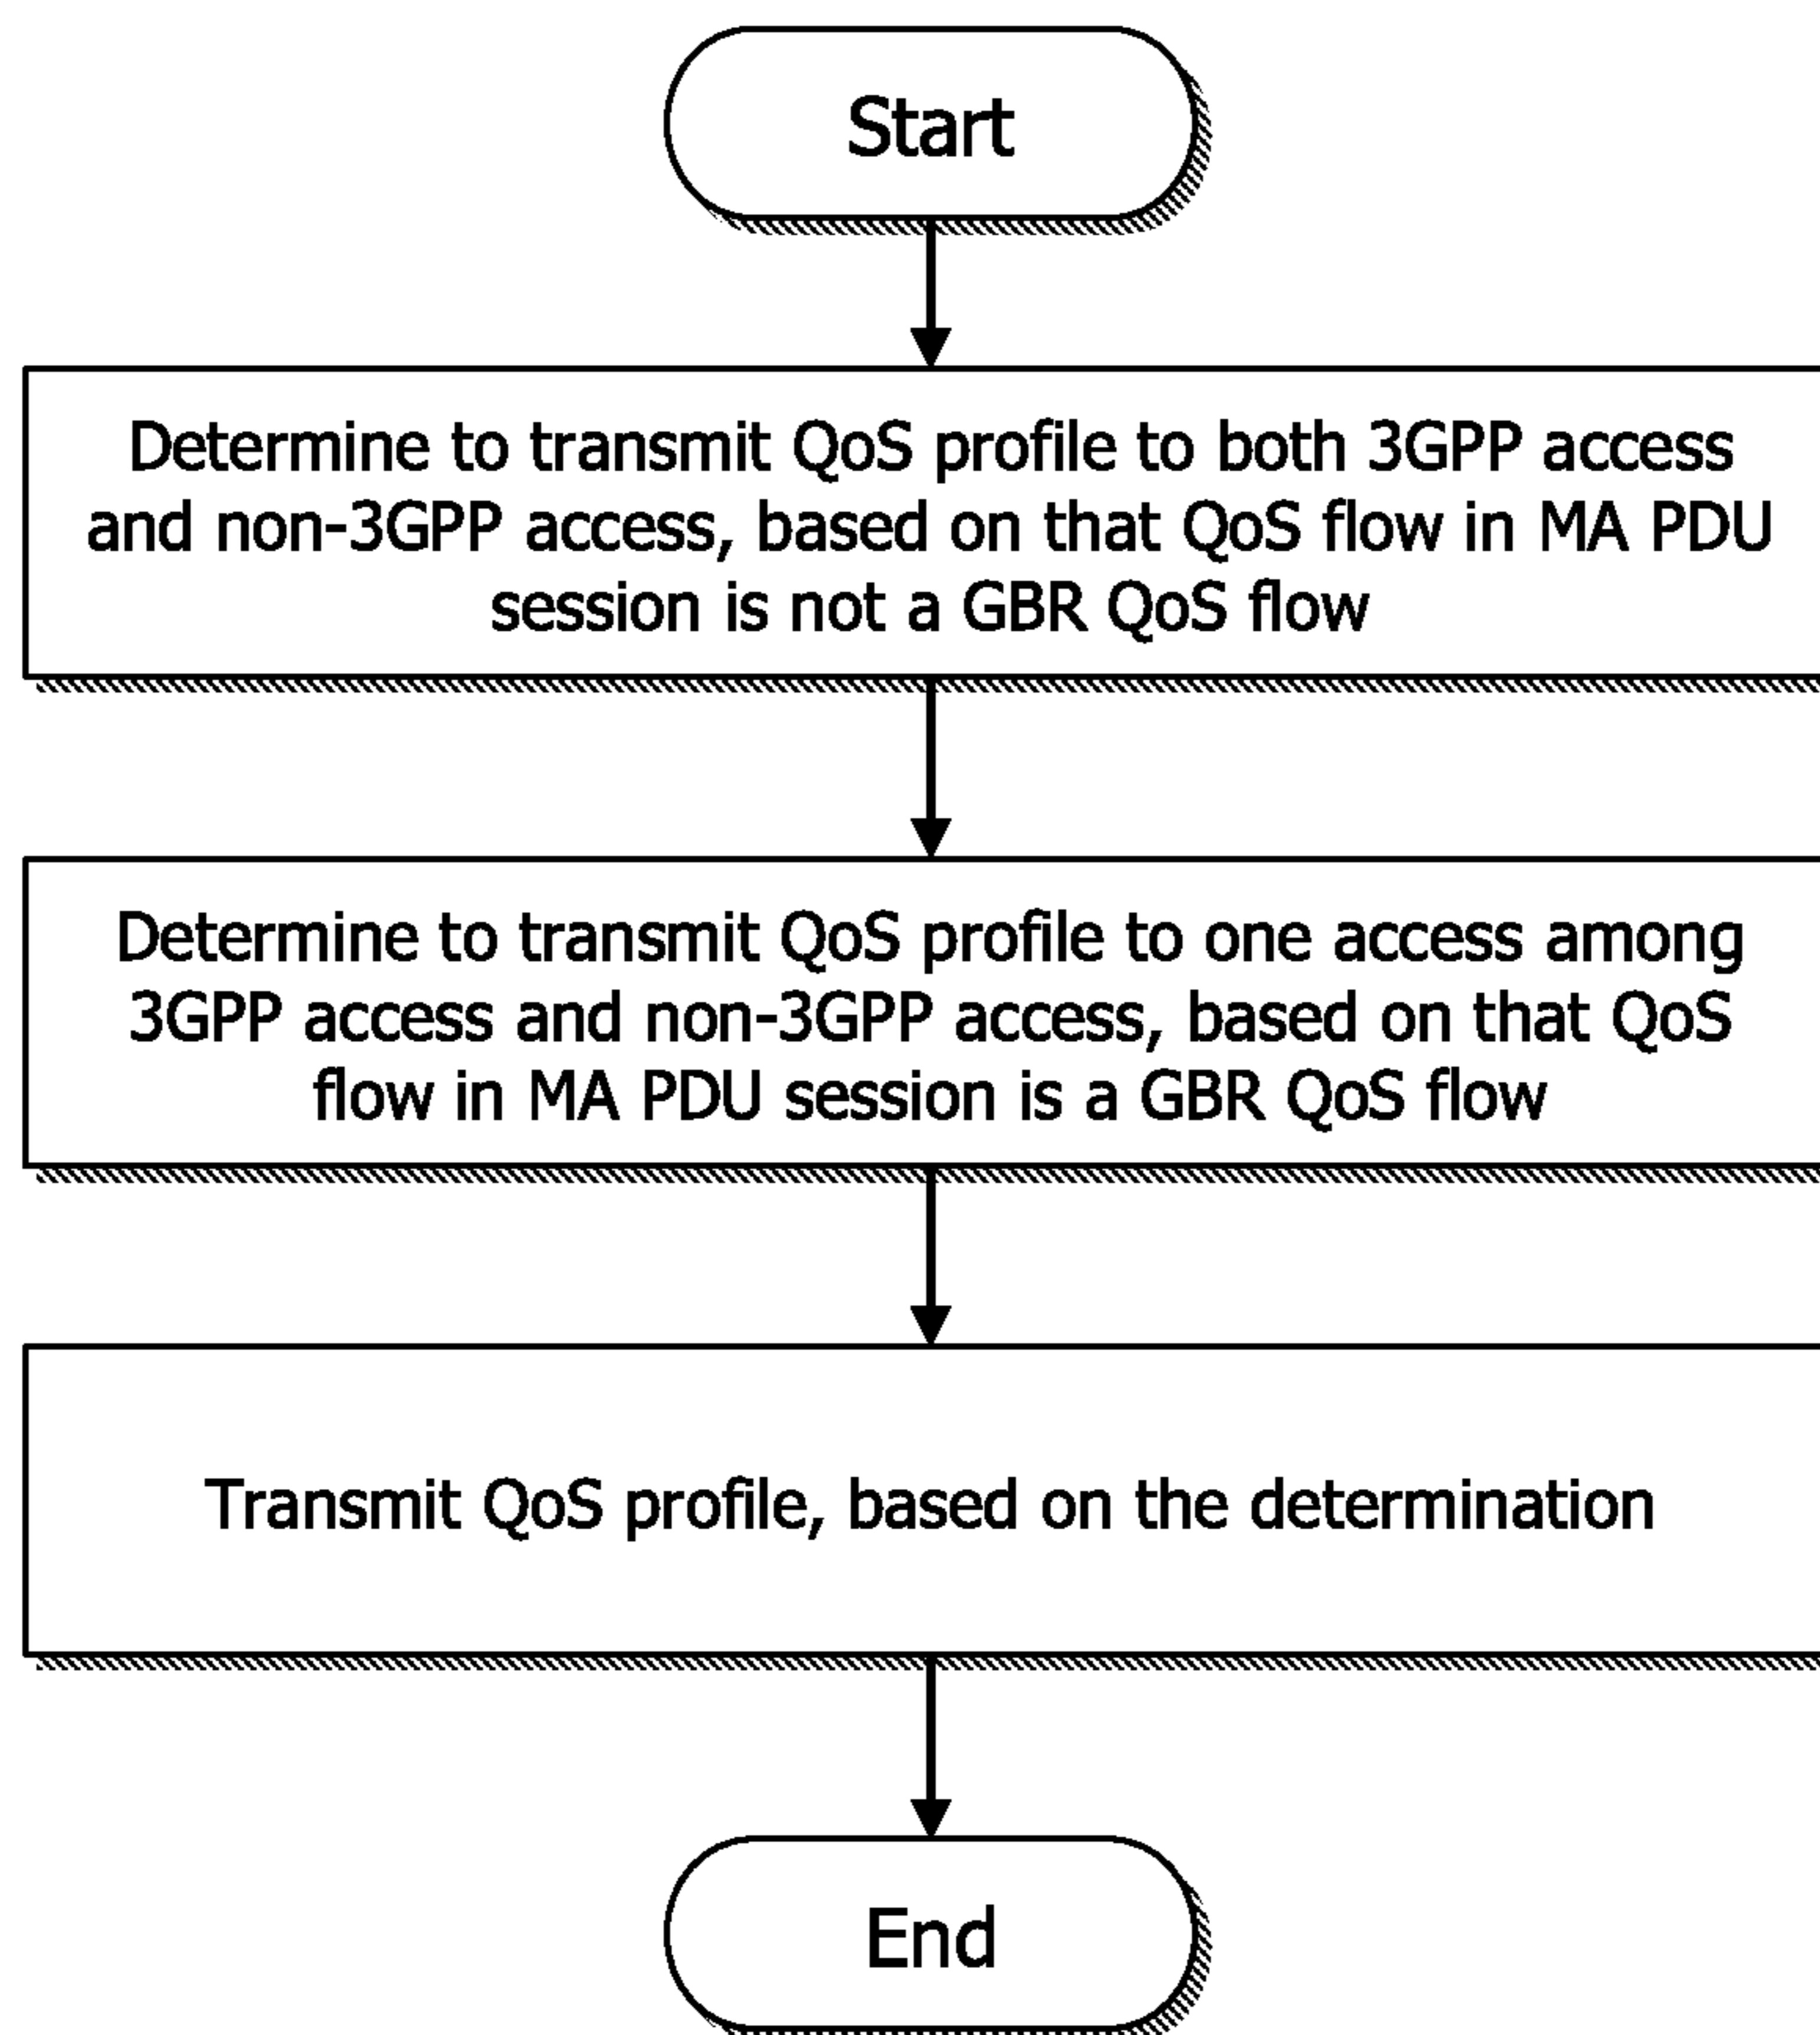 Start
Determine to transmit QoS profile to both 3GPP access
and non-3GPP access, based on that QoS flow in MA PDU
session is not a GBR QoS flow
Determine to transmit QoS profile to one access among
3GPP access and non-3GPP access, based on that QoS
flow in MA PDU session is a GBR QoS flow
Transmit QoS profile, based on the determination
End